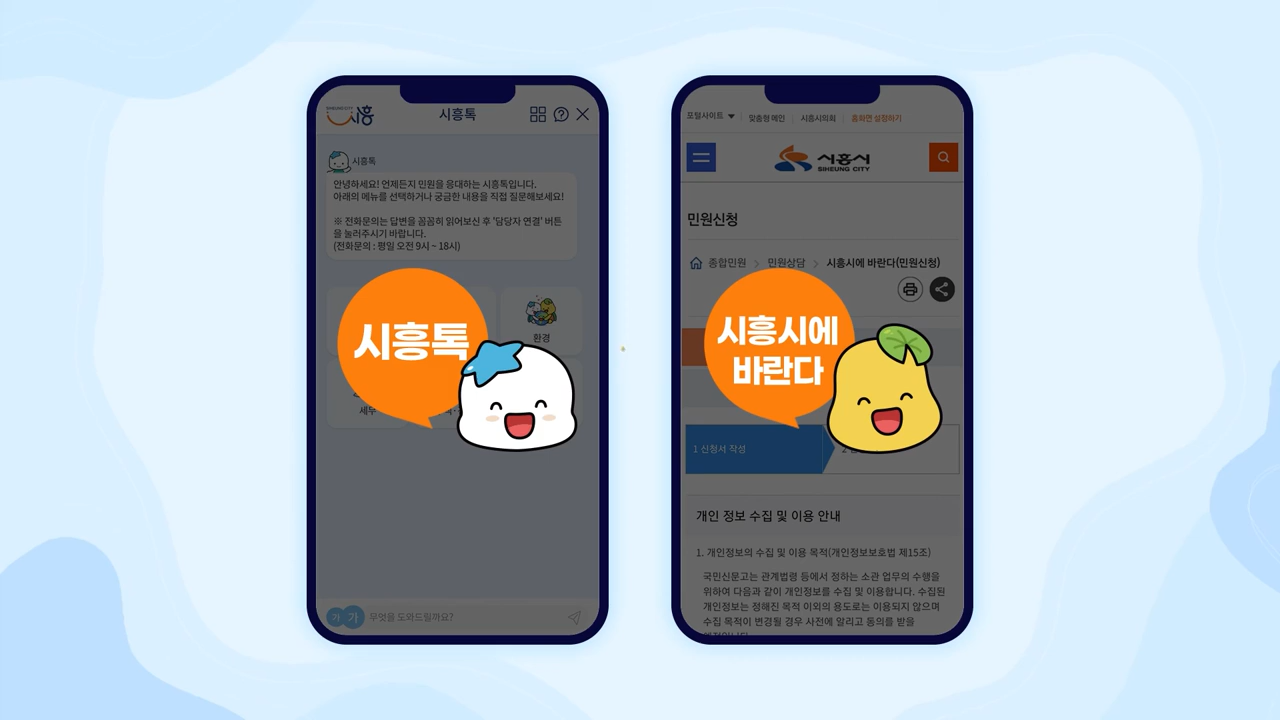 SIHEUNG CITY
시흥
시흥톡
시흥톡
안녕하세요! 언제든지 민원을 응대하는 시흥톡입니다.
아래의 메뉴를 선택하거나 궁금한 내용을 직접 질문해보세요!
※ 전화문의는 답변을 꼼꼼히 읽어보신 후 '담당자 연결' 버튼
을 눌러주시기 바랍니다.
(전화문의 : 평일 오전 9시 ~ 18시)
환경
시흥톡
세무
가 가 무엇을 도와드릴까요?
포털사이트 맞춤형 메인 시흥시의회 홈화면 설정하기
시흥시
SIHEUNG CITY
민원신청
종합민원 민원상담 시흥시에 바란다(민원신청)
시흥시에
바란다
1 신청서 작성
2
개인 정보 수집 및 이용 안내
1. 개인정보의 수집 및 이용 목적(개인정보보호법 제15조)
국민신문고는 관계법령 등에서 정하는 소관 업무의 수행을
위하여 다음과 같이 개인정보를 수집 및 이용합니다. 수집된
개인정보는 정해진 목적 이외의 용도로는 이용되지 않으며
수집 목적이 변경될 경우 사전에 알리고 동의를 받을